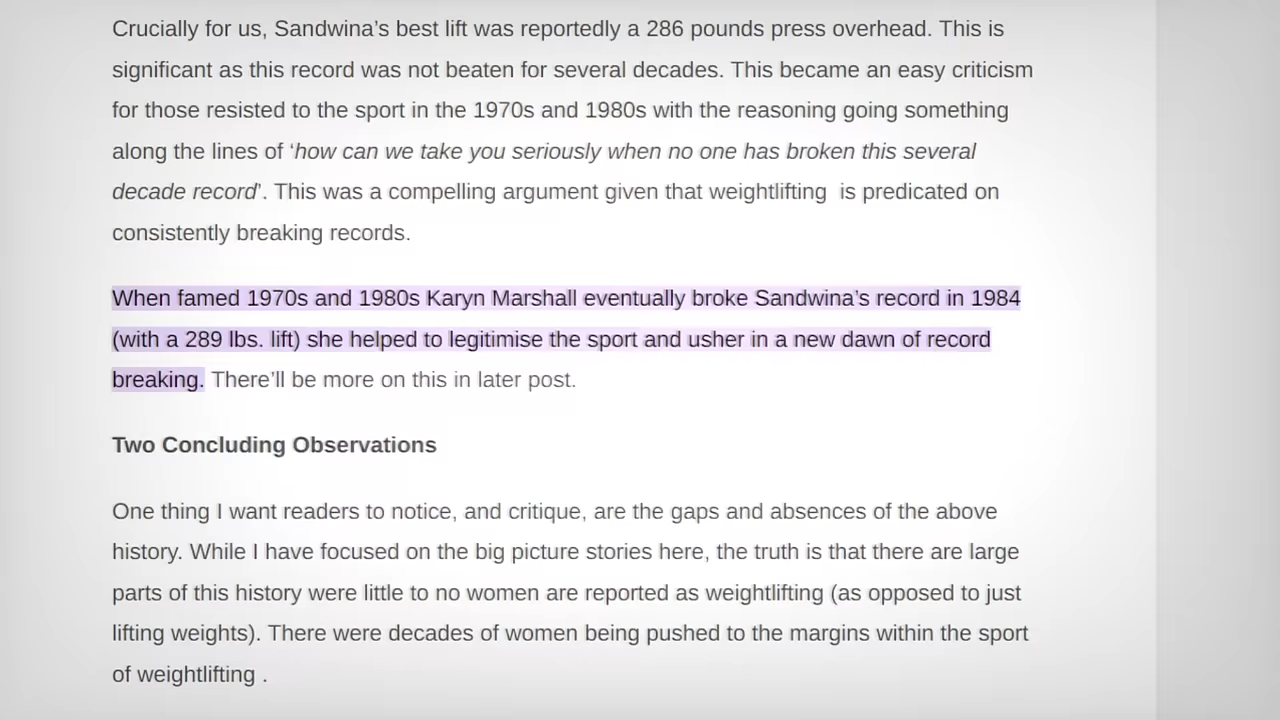 Crucially for us, Sandwina’s best lift was reportedly a 286 pounds press overhead. This is
significant as this record was not beaten for several decades. This became an easy criticism
for those resisted to the sport in the 1970s and 1980s with the reasoning going something
along the lines of ‘how can we take you seriously when no one has broken this several
decade record’. This was a compelling argument given that weightlifting  is predicated on
consistently breaking records.
When famed 1970s and 1980s Karyn Marshall eventually broke Sandwina’s record in 1984
(with a 289 lbs. lift) she helped to legitimise the sport and usher in a new dawn of record
breaking. There’ll be more on this in later post.
Two Concluding Observations
One thing I want readers to notice, and critique, are the gaps and absences of the above
history. While I have focused on the big picture stories here, the truth is that there are large
parts of this history were little to no women are reported as weightlifting (as opposed to just
lifting weights). There were decades of women being pushed to the margins within the sport
of weightlifting .